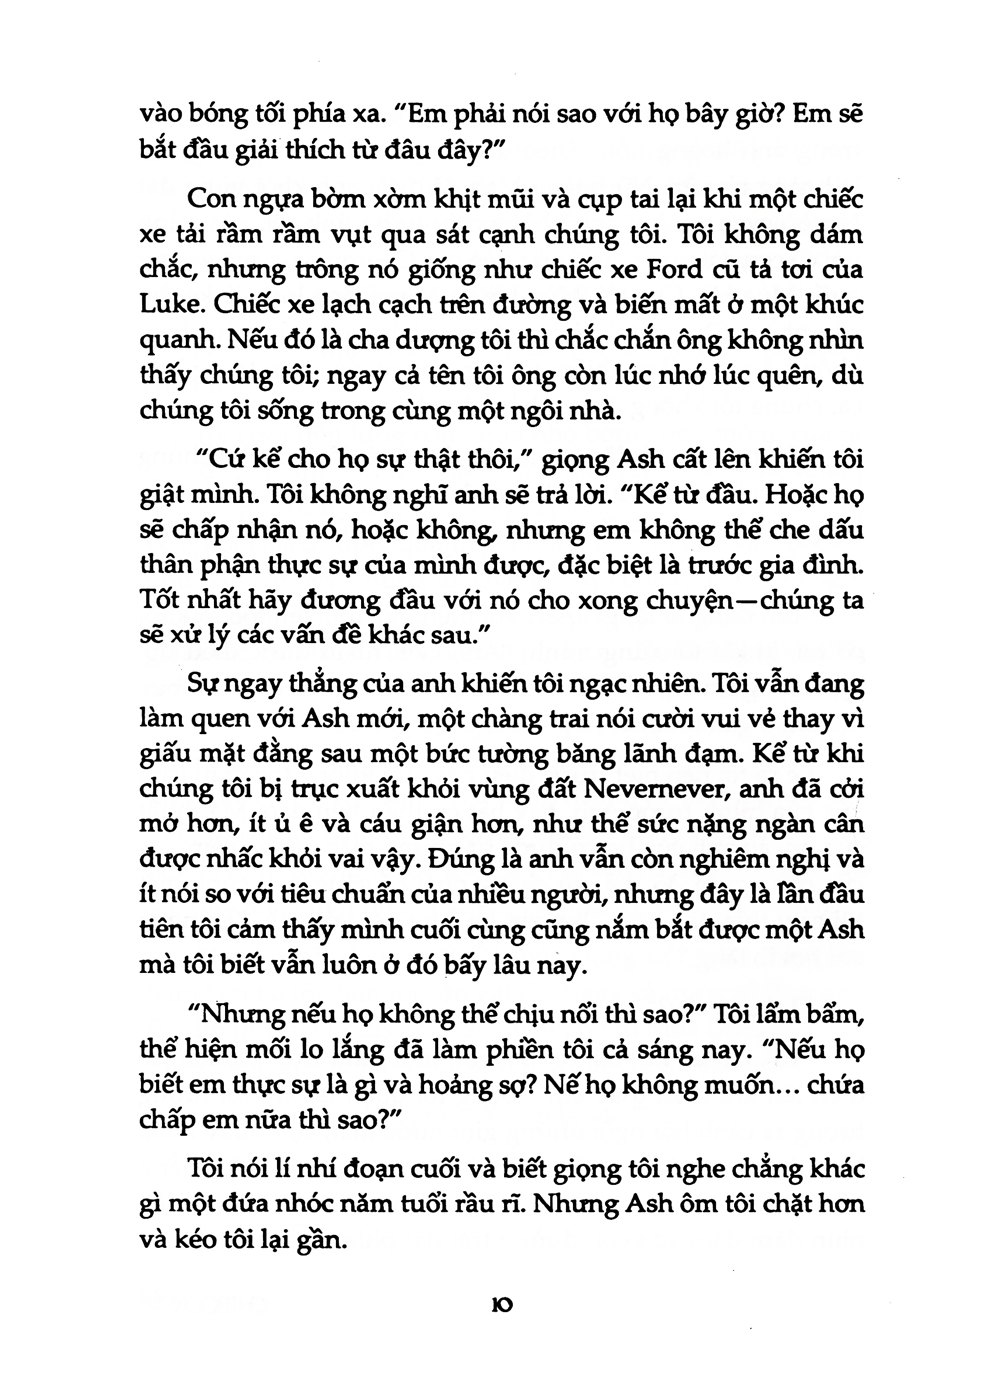 vào bóng tối phía xa. "Em phải nói sao với họ bây giờ? Em sẽ
bắt đầu giải thích từ đâu đây?"
Con ngựa bờm xờm khịt mũi và cụp tai lại khi một chiếc
xe tải rầm rầm vụt qua sát cạnh chúng tôi. Tôi không dám
chắc, nhưng trông nó giống như chiếc xe Ford cũ tả tơi của
Luke. Chiếc xe lạch cạch trên đường và biến mất ở một khúc
quanh. Nếu đó là cha dượng tôi thì chắc chắn ông không nhìn
thấy chúng tôi; ngay cả tên tôi ông còn lúc nhớ lúc quên, dù
chúng tôi sống trong cùng một ngôi nhà.
"Cứ kể cho họ sự thật thôi," giọng Ash cất lên khiến tôi
giật mình. Tôi không nghĩ anh sẽ trả lời. "Kể từ đầu. Hoặc họ
sẽ chấp nhận nó, hoặc không, nhưng em không thể che dấu
thân phận thực sự của mình được, đặc biệt là trước gia đình.
Tốt nhất hãy đương đầu với nó cho xong chuyện—chúng ta
sẽ xử lý các vấn đề khác sau."
Sự ngay thẳng của anh khiến tôi ngạc nhiên. Tôi vẫn đang
làm quen với Ash mới, một chàng trai nói cười vui vẻ thay vì
giấu mặt đằng sau một bức tường băng lãnh đạm. Kể từ khi
chúng tôi bị trục xuất khỏi vùng đất Nevernever, anh đã cởi
mở hơn, ít ủ ê và cáu giận hơn, như thể sức nặng ngàn cân
được nhấc khỏi vai vậy. Đúng là anh vẫn còn nghiêm nghị và
ít nói so với tiêu chuẩn của nhiều người, nhưng đây là lần đầu
tiên tôi cảm thấy mình cuối cùng cũng nắm bắt được một Ash
mà tôi biết vẫn luôn ở đó bấy lâu nay.
"Nhưng nếu họ không thể chịu nổi thì sao?" Tôi lẩm bẩm,
thể hiện mối lo lắng đã làm phiền tôi cả sáng nay. "Nếu họ
biết em thực sự là gì và hoảng sợ? Nế họ không muốn... chứa
chấp em nữa thì sao?"
Tôi nói lí nhí đoạn cuối và biết giọng tôi nghe chẳng khác
gì một đứa nhóc năm tuổi rầu rĩ. Nhưng Ash ôm tôi chặt hơn
và kéo tôi lại gần.
10